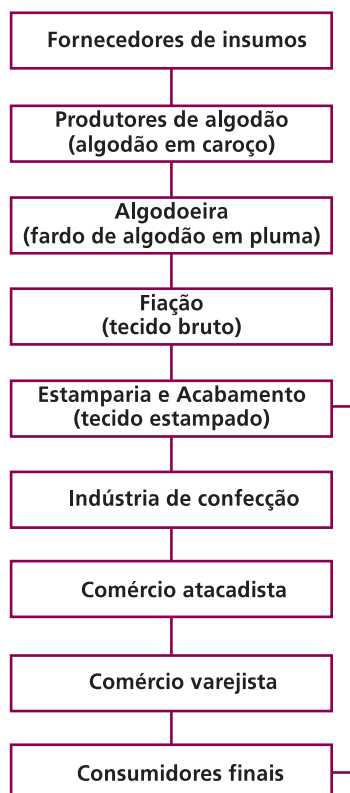 Fornecedores de insumos
Produtores de algodão
(algodão em caroço)
Algodoeira
(fardo de algodão em pluma)
Fiação
(tecido bruto)
Estamparia e Acabamento
(tecido estampado)
Indústria de confecção
Comércio atacadista
Comércio varejista
Consumidores finais